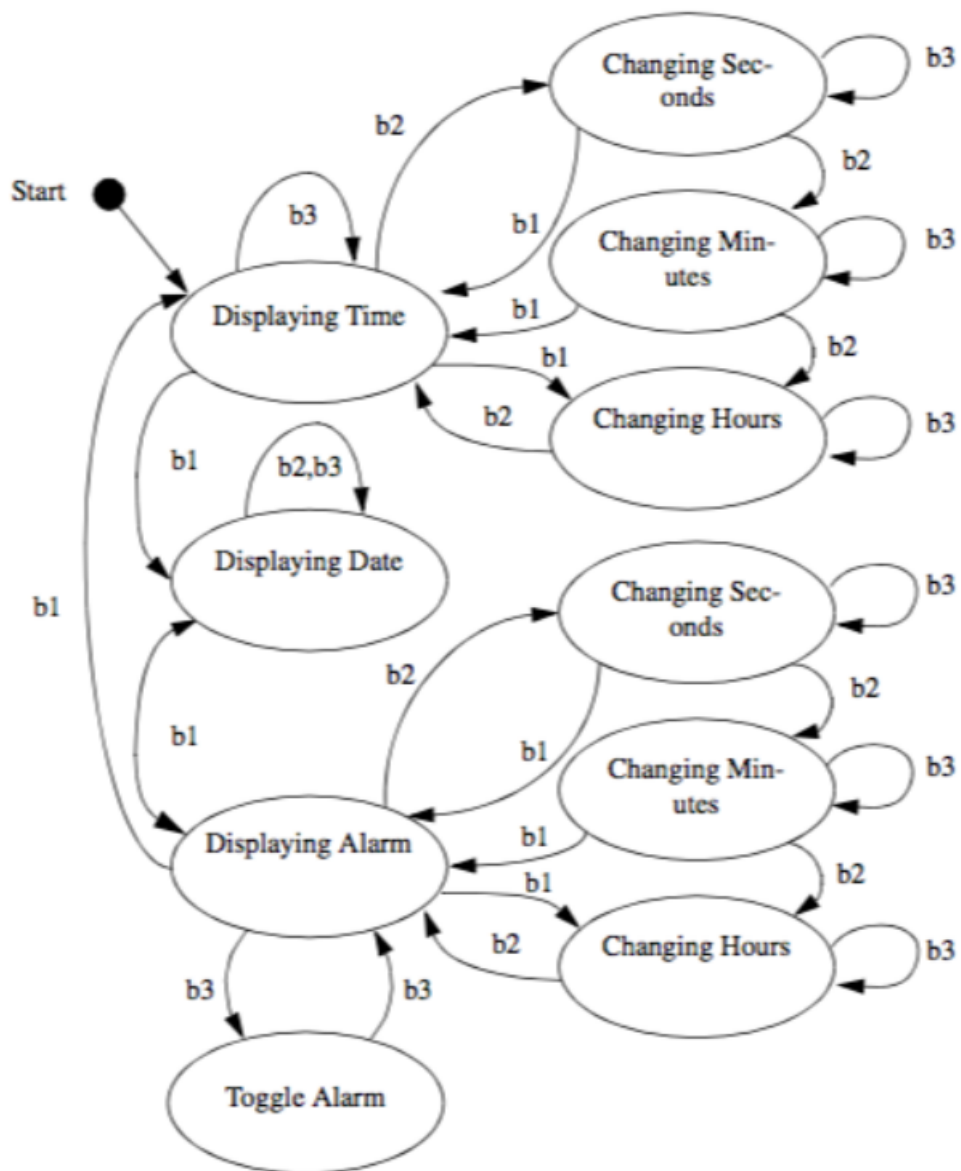 Changing Sec-
onds
b3
b2
b2
Start
b3
b1
Changing Min-
utes
b3
Displaying Time
b1
b1
b2
b2
Changing Hours
b3
b1
b2,b3
Displaying Date
Changing Sec-
onds
b3
b1
b2
b2
b1
b1
Changing Min-
utes
b3
Displaying Alarm
b1
b1
b2
b2
Changing Hours
b3
b3
b3
Toggle Alarm